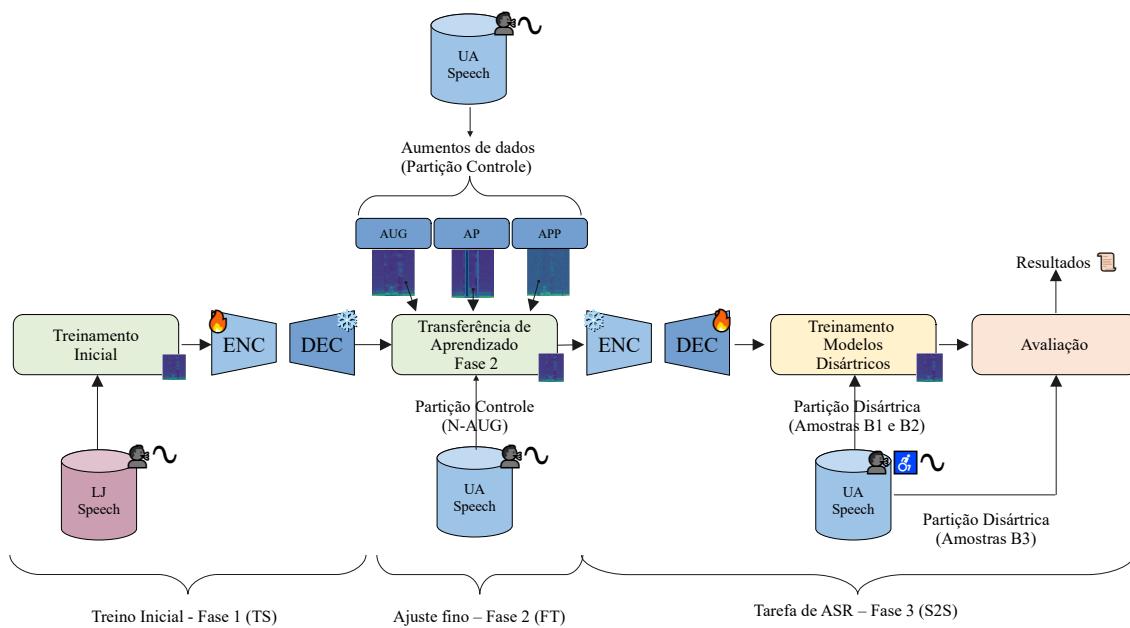 UA
Speech
Aumentos de dados
(Partição Controle)
AUG
AP
APP
Resultados
Treinamento
Inicial
ENC
DEC
Transferência de
Aprendizado
Fase 2
ENC
DEC
Treinamento
Modelos
Disártricos
Avaliação
Partição Controle
(N-AUG)
Partição Disártrica
(Amostras B1 e B2)
LJ
Speech
UA
Speech
UA
Speech
Partição Disártrica
(Amostras B3)
Treino Inicial - Fase 1 (TS)
Ajuste fino – Fase 2 (FT)
Tarefa de ASR – Fase 3 (S2S)